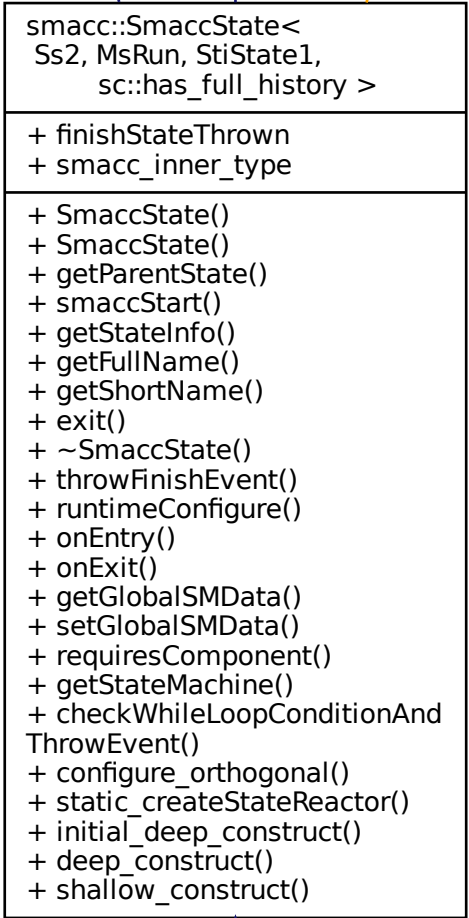 smacc::SmaccState<
Ss2, MsRun, StiState1,
sc::has_full_history >
+ finishStateThrown
+ smacc_inner_type
+ SmaccState()
+ SmaccState()
+ getParentState()
+ smaccStart()
+ getStateInfo()
+ getFullName()
+ getShortName()
+ exit()
+ ~SmaccState()
+ throwFinishEvent()
+ runtimeConfigure()
+ onEntry()
+ onExit()
+ getGlobalSMData()
+ setGlobalSMData()
+ requiresComponent()
+ getStateMachine()
+ checkWhileLoopConditionAnd
ThrowEvent()
+ configure_orthogonal()
+ static_createStateReactor()
+ initial_deep_construct()
+ deep_construct()
+ shallow_construct()